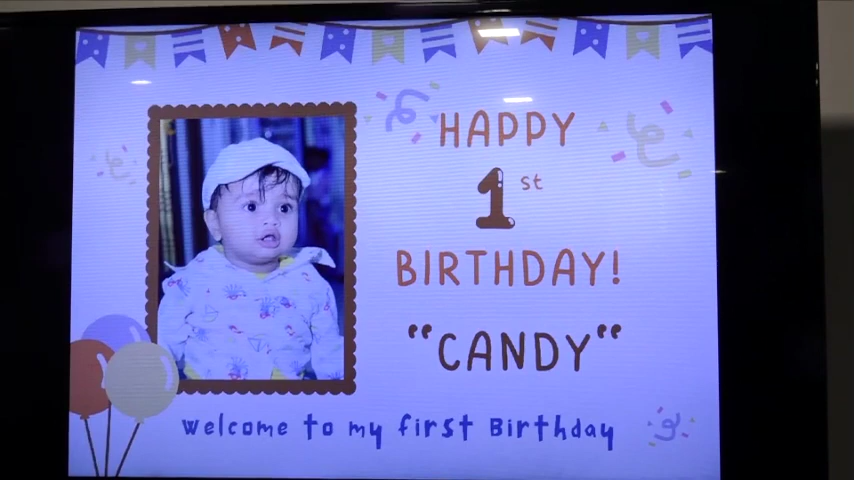 HAPPY
1st
BIRTHDAY!
“CANDY“
welcome to my first Birthday